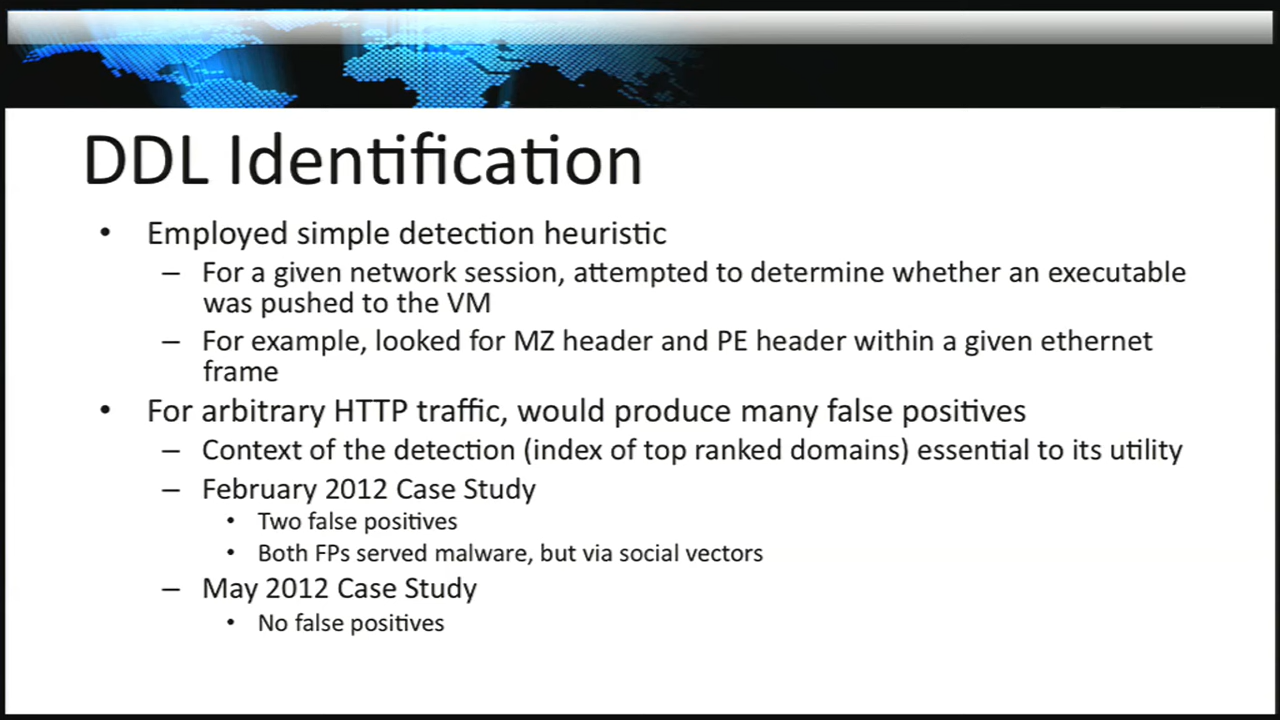 DDL Identification
• Employed simple detection heuristic
– For a given network session, attempted to determine whether an executable
was pushed to the VM
– For example, looked for MZ header and PE header within a given ethernet
frame
• For arbitrary HTTP traffic, would produce many false positives
– Context of the detection (index of top ranked domains) essential to its utility
– February 2012 Case Study
• Two false positives
• Both FPs served malware, but via social vectors
– May 2012 Case Study
• No false positives